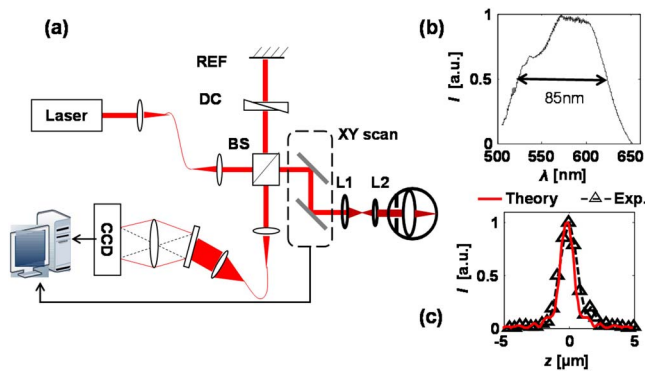 (a)
REF
DC
Laser
BS
XY scan
L1
L2
CCD
(b)
I [a.u.]
1
0.5
0
85nm
500
550
600
650
λ [nm]
Theory
Exp.
I [a.u.]
1
0.5
0
-5
0
5
z [μm]
(c)